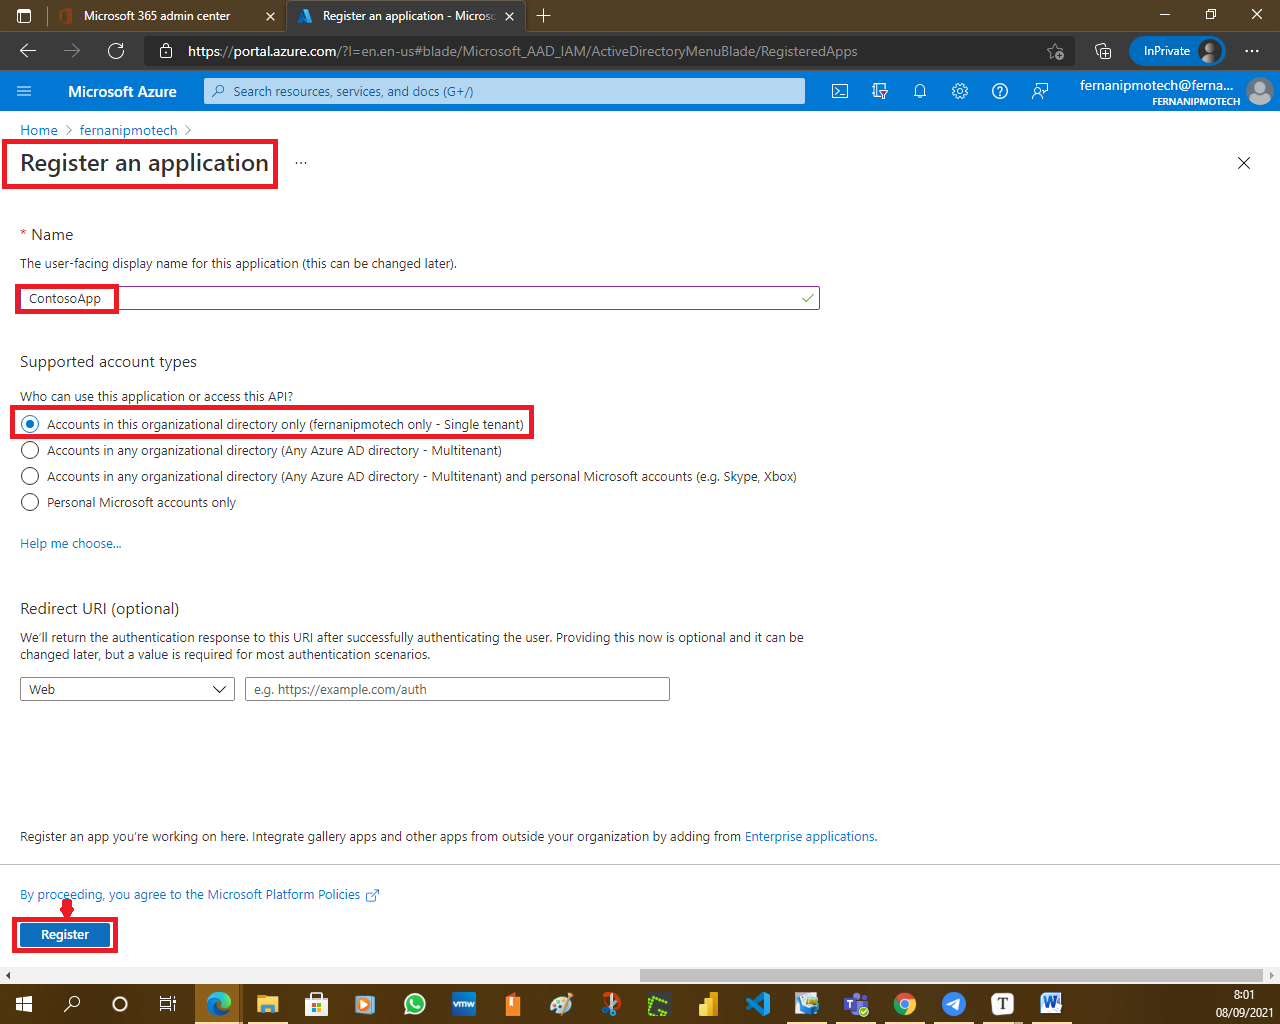 Microsoft 365 admin center
Register an application - Microsc
https://portal.azure.com/?l=en.en-us#blade/Microsoft_AAD_IAM/ActiveDirectoryMenuBlade/RegisteredApps
InPrivate
Microsoft Azure
Search resources, services, and docs (G+/)
fernanipmotech@ferna...
FERNANIPMOTECH
Home > fernanipmotech >
Register an application ...
* Name
The user-facing display name for this application (this can be changed later).
ContosoApp
Supported account types
Who can use this application or access this API?
Accounts in this organizational directory only (fernanipmotech only - Single tenant)
Accounts in any organizational directory (Any Azure AD directory - Multitenant)
Accounts in any organizational directory (Any Azure AD directory - Multitenant) and personal Microsoft accounts (e.g. Skype, Xbox)
Personal Microsoft accounts only
Help me choose...
Redirect URI (optional)
We'll return the authentication response to this URI after successfully authenticating the user. Providing this now is optional and it can be
changed later, but a value is required for most authentication scenarios.
Web
e.g. https://example.com/auth
Register an app you're working on here. Integrate gallery apps and other apps from outside your organization by adding from Enterprise applications.
By proceeding, you agree to the Microsoft Platform Policies
Register
vmw
8:01
08/09/2021